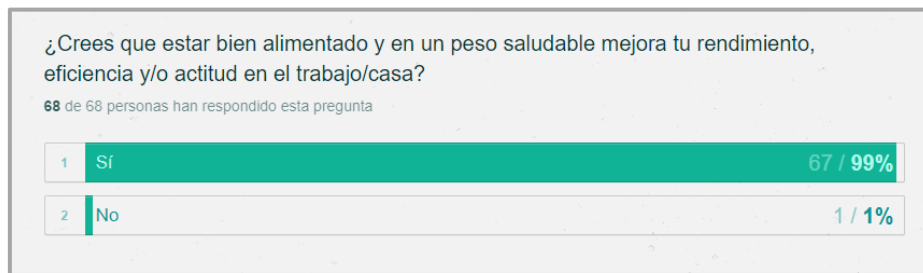 ¿Crees que estar bien alimentado y en un peso saludable mejora tu rendimiento,
eficiencia y/o actitud en el trabajo/casa?
68 de 68 personas han respondido esta pregunta
1 Sí 67 / 99%
2 No 1 / 1%